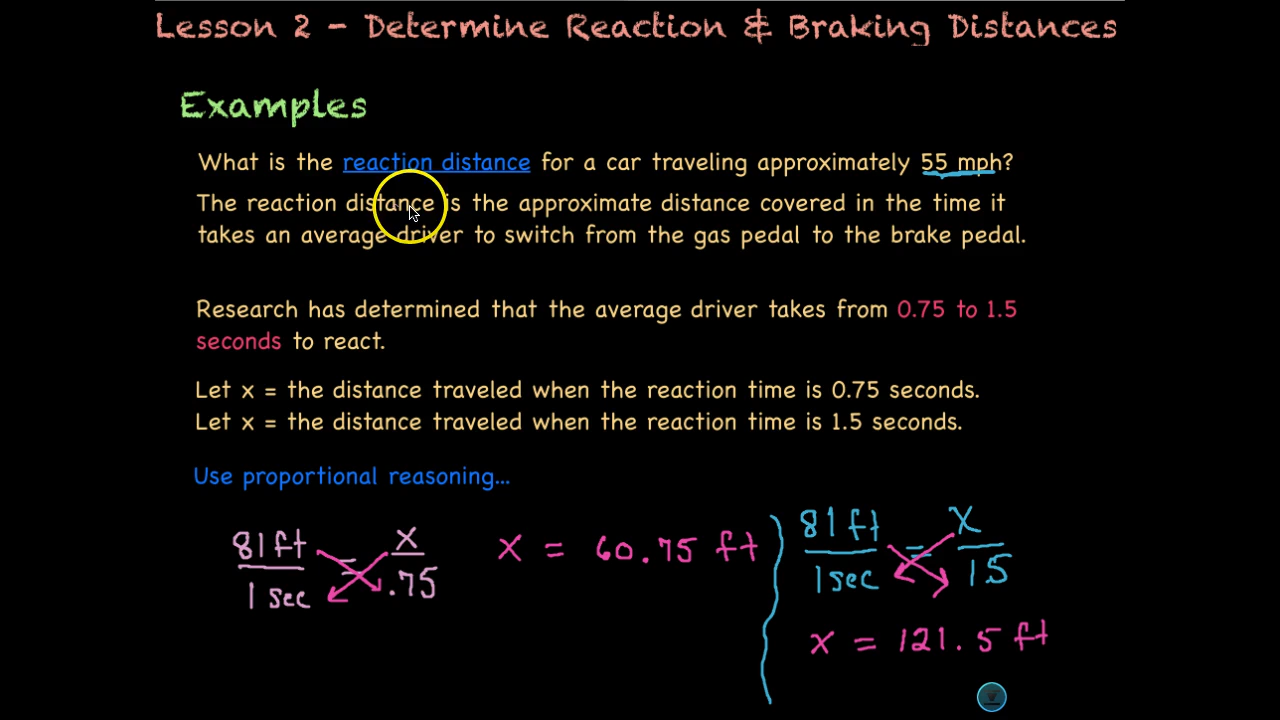 Lesson 2 - Determine Reaction & Braking Distances
Examples
What is the reaction distance for a car traveling approximately 55 mph?
The reaction distance is the approximate distance covered in the time it
takes an average driver to switch from the gas pedal to the brake pedal.
Research has determined that the average driver takes from 0.75 to 1.5
seconds to react.
Let x = the distance traveled when the reaction time is 0.75 seconds.
Let x = the distance traveled when the reaction time is 1.5 seconds.
Use proportional reasoning...
81 ft = x
1 sec .75
x = 60.75 ft
81 ft = x
1 sec 1.5
x = 121.5 ft